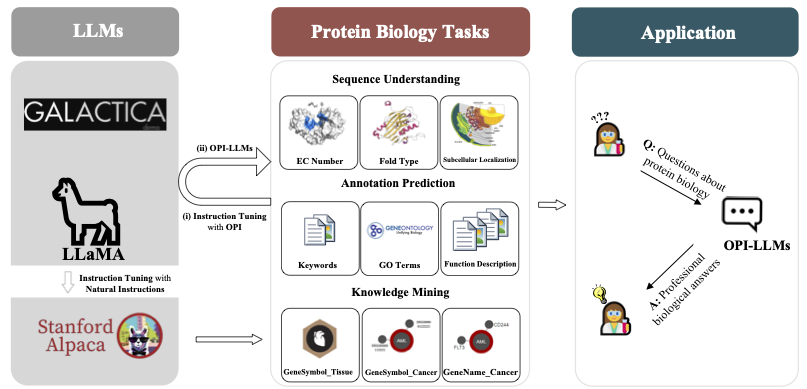 LLMs
Protein Biology Tasks
Application
GALACTICA
LLaMA
Instruction Tuning with
Natural Instructions
Stanford
Alpaca
(ii) OPI-LLMs
(i) Instruction Tuning
with OPI
Sequence Understanding
EC Number
Fold Type
Subcellular Localization
Annotation Prediction
Keywords
GENEONTOLOGY
Unifying Biology
GO Terms
Function Description
Knowledge Mining
GeneSymbol_Tissue
AML
GeneSymbol_Cancer
CD244
AML
FLT3
GeneName_Cancer
???
Q: Questions about
protein biology
OPI-LLMs
A: Professional
biological answers